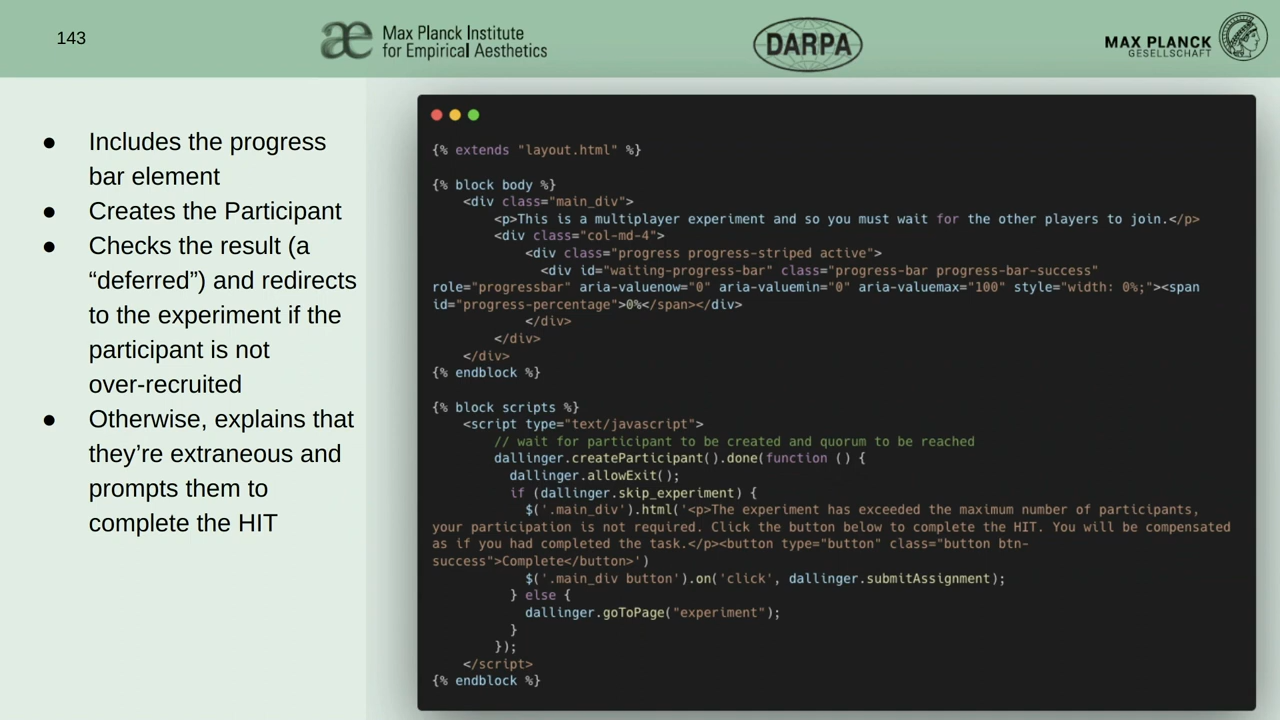 143
æ Max Planck Institute
for Empirical Aesthetics
DARPA
MAX PLANCK
GESELLSCHAFT
● Includes the progress
bar element
● Creates the Participant
● Checks the result (a
“deferred”) and redirects
to the experiment if the
participant is not
over-recruited
● Otherwise, explains that
they’re extraneous and
prompts them to
complete the HIT
{% extends "layout.html" %}
{% block body %}
<div class="main_div">
<p>This is a multiplayer experiment and so you must wait for the other players to join.</p>
<div class="col-md-4">
<div class="progress progress-striped active">
<div id="waiting-progress-bar" class="progress-bar progress-bar-success"
role="progressbar" aria-valuenow="0" aria-valuemin="0" aria-valuemax="100" style="width: 0%;"><span
id="progress-percentage">0%</span></div>
</div>
</div>
</div>
{% endblock %}
{% block scripts %}
<script type="text/javascript">
// wait for participant to be created and quorum to be reached
dallinger.createParticipant().done(function () {
dallinger.allowExit();
if (dallinger.skip_experiment) {
$('.main_div').html('<p>The experiment has exceeded the maximum number of participants,
your participation is not required. Click the button below to complete the HIT. You will be compensated
as if you had completed the task.</p><button type="button" class="button btn-
success">Complete</button>')
$('.main_div button').on('click', dallinger.submitAssignment);
} else {
dallinger.goToPage("experiment");
}
});
</script>
{% endblock %}